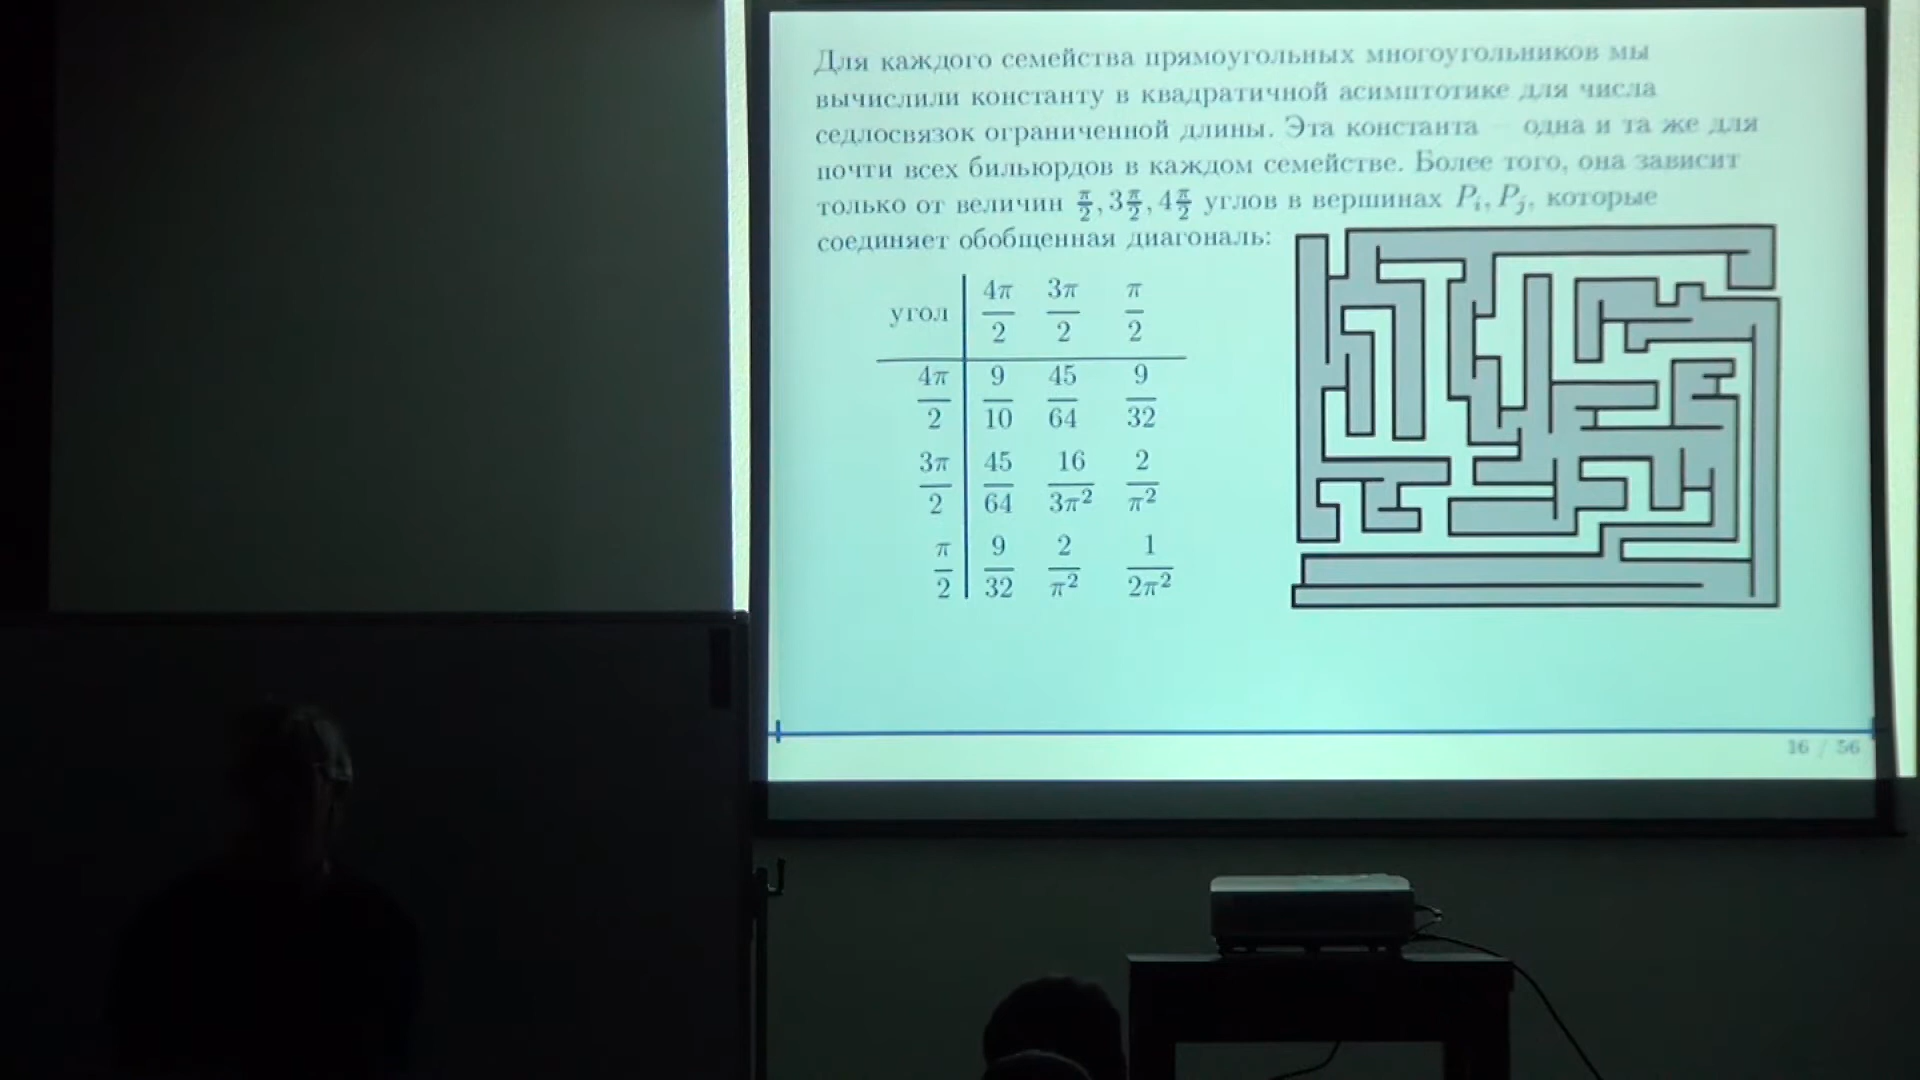 Для каждого семейства прямоугольных многоугольников мы
вычислили константу в квадратичной асимптотике для числа
седлосвязок ограниченной длины. Эта константа — одна и та же для
почти всех бильюрдов в каждом семействе. Более того, она зависит
только от величин π/2, 3π/2, 4π/2 углов в вершинах Pᵢ, Pⱼ, которые
соединяет обобщенная диагональ:
угол 4π/2 3π/2 π/2
4π/2 9/10 45/64 9/32
3π/2 45/64 16/3π² 2/π²
π/2 9/32 2/π² 1/2π²
16 / 56